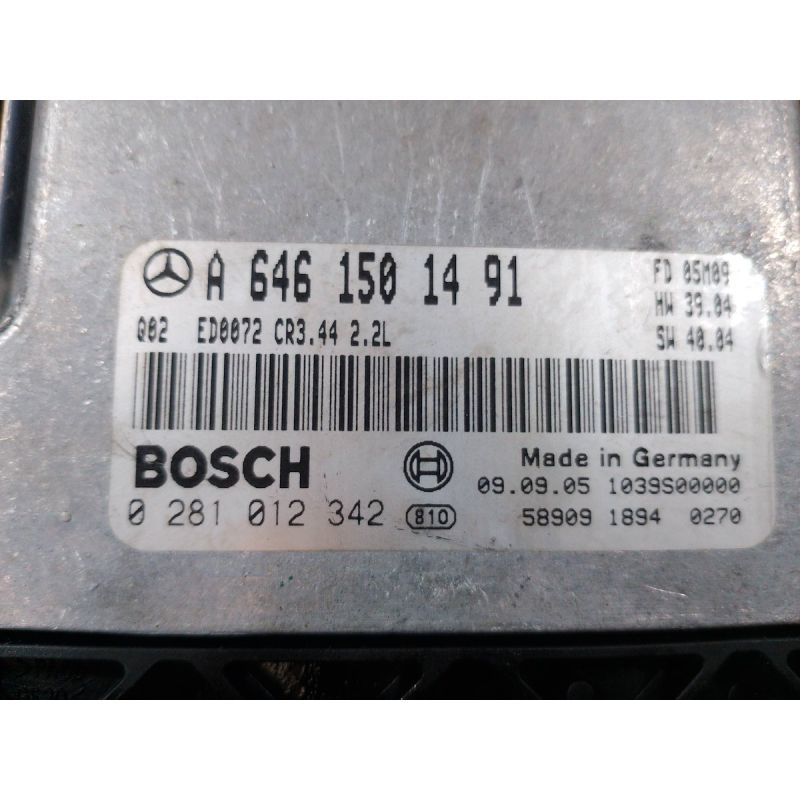 A 646 150 14 91
FD 05M09
HW 39.04
Q02 ED0072 CR3.44 2.2L
SW 40.04
BOSCH
Made in Germany
09.09.05 1039S00000
0 281 012 342 810
58909 1894 0270